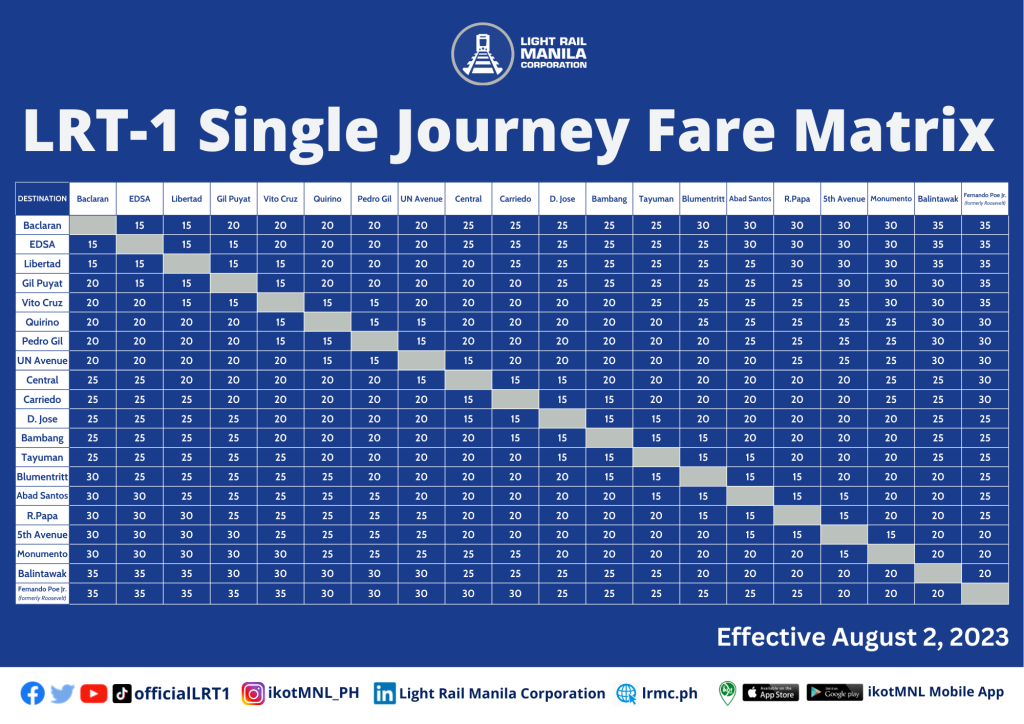 LIGHT RAIL
MANILA
CORPORATION
LRT-1 Single Journey Fare Matrix
DESTINATION Baclaran EDSA Libertad Gil Puyat Vito Cruz Quirino Pedro Gil UN Avenue Central Carriedo D. Jose Bambang Tayuman Blumentritt Abad Santos R.Papa 5th Avenue Monumento Balintawak Fernando Poe Jr. (formerly Roosevelt)
Baclaran 15 15 20 20 20 20 20 25 25 25 25 25 30 30 30 30 30 35 35
EDSA 15 15 15 20 20 20 20 20 25 25 25 25 25 30 30 30 30 35 35
Libertad 15 15 15 15 20 20 20 20 25 25 25 25 25 25 30 30 30 35 35
Gil Puyat 20 15 15 15 20 20 20 20 20 25 25 25 25 25 25 30 30 30 35
Vito Cruz 20 20 15 15 15 15 20 20 20 20 20 25 25 25 25 25 30 30 35
Quirino 20 20 20 20 15 15 15 20 20 20 20 20 25 25 25 25 25 30 30
Pedro Gil 20 20 20 20 15 15 15 20 20 20 20 20 20 25 25 25 25 30 30
UN Avenue 20 20 20 20 20 15 15 15 20 20 20 20 20 20 25 25 25 30 30
Central 25 25 20 20 20 20 20 15 15 15 20 20 20 20 20 20 25 25 30
Carriedo 25 25 25 20 20 20 20 20 15 15 15 20 20 20 20 20 25 25 30
D. Jose 25 25 25 25 20 20 20 20 15 15 15 15 20 20 20 20 20 25 25
Bambang 25 25 25 25 20 20 20 20 20 15 15 15 15 20 20 20 20 25 25
Tayuman 25 25 25 25 25 20 20 20 20 20 15 15 15 15 20 20 20 25 25
Blumentritt 30 25 25 25 25 25 20 20 20 20 20 15 15 15 15 20 20 20 25
Abad Santos 30 30 25 25 25 25 25 20 20 20 20 20 15 15 15 15 20 20 25
R.Papa 30 30 30 25 25 25 25 25 20 20 20 20 20 15 15 15 20 20 25
5th Avenue 30 30 30 30 25 25 25 25 20 20 20 20 20 20 15 15 15 20 20
Monumento 30 30 30 30 30 25 25 25 25 25 20 20 20 20 20 20 15 20 20
Balintawak 35 35 35 30 30 30 30 30 25 25 25 25 25 20 20 20 20 20 20
Fernando Poe Jr. (formerly Roosevelt) 35 35 35 35 35 30 30 30 30 30 25 25 25 25 25 25 20 20 20
Effective August 2, 2023
officialLRT1 ikotMNL_PH Light Rail Manila Corporation lrmc.ph Available on the App Store Google play ikotMNL Mobile App